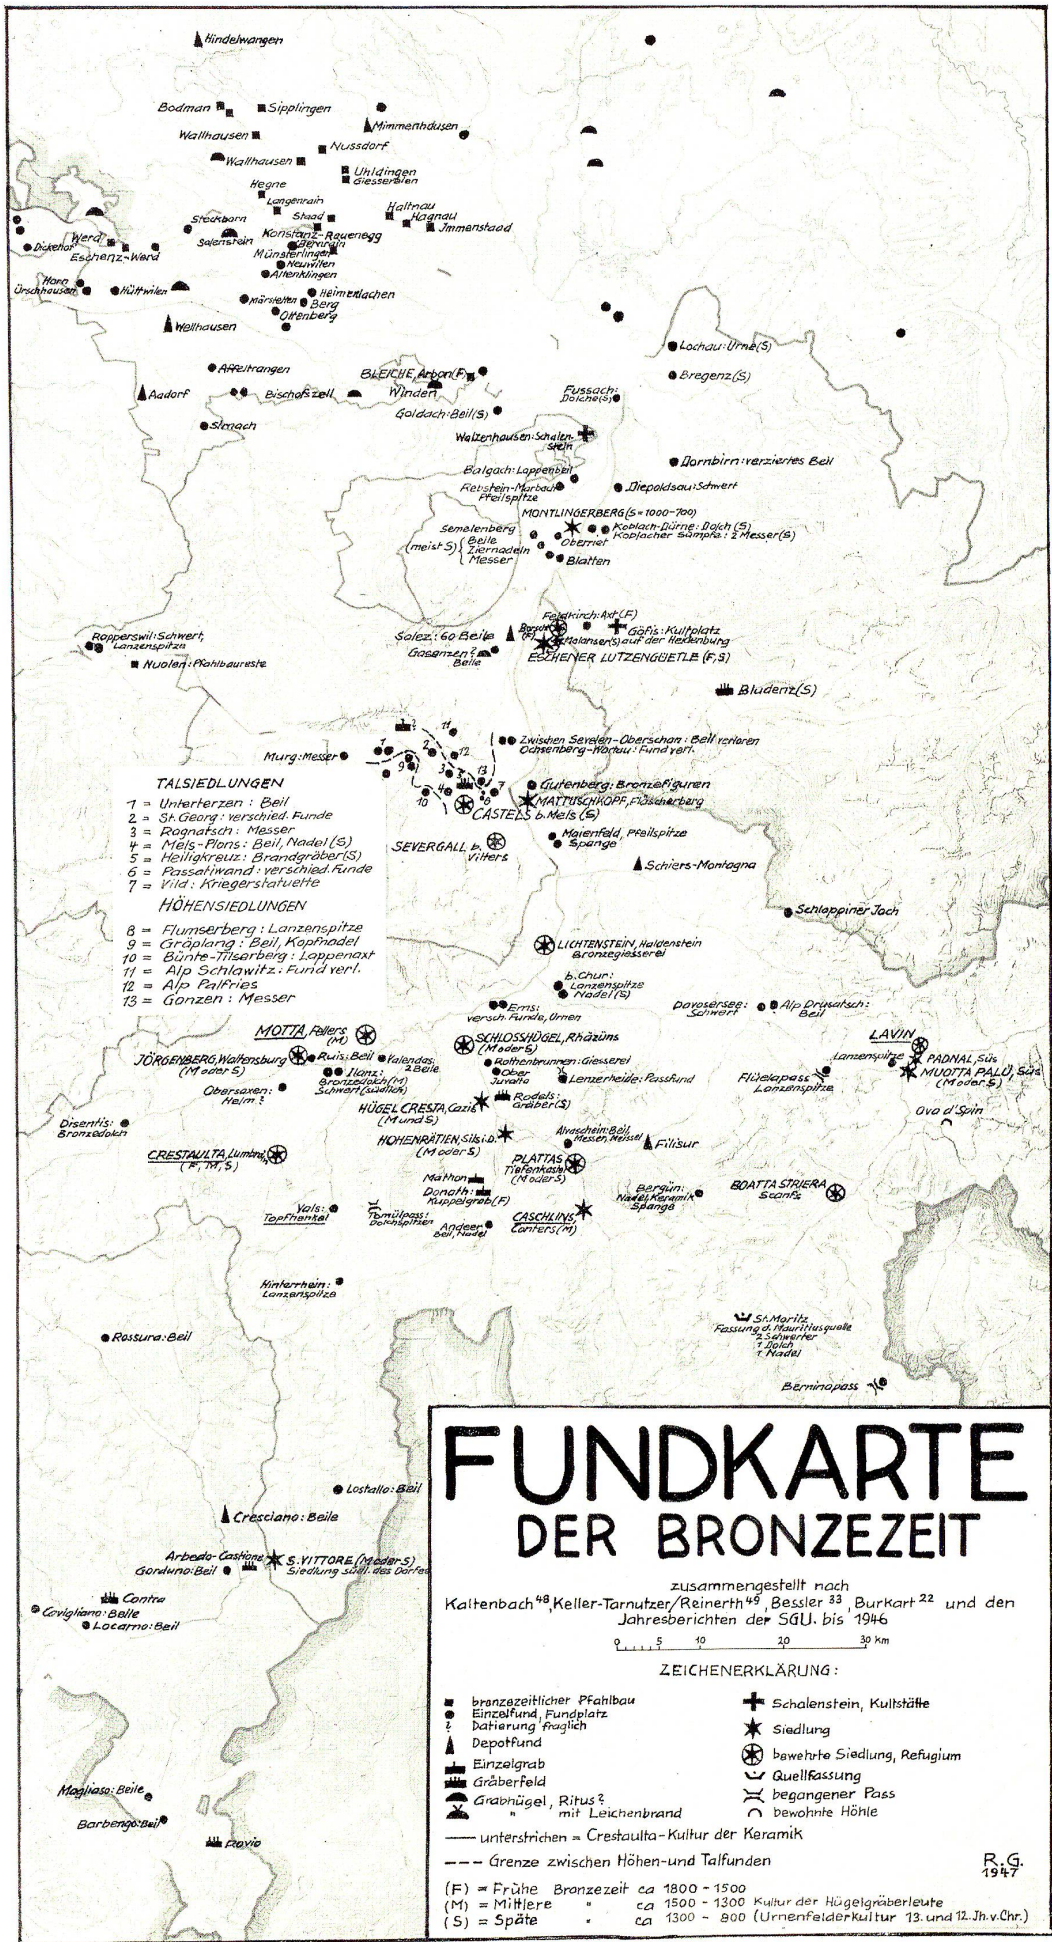 Hindelwangen
Bodman
Sipplingen
Mimmenhausen
Wallhausen
Nussdorf
Wallhausen
Uhldingen
Giesseraien
Hegne
Langenrain
Haltnau
Hagnau
Jmmenstaad
Steckborn
Staad
Salenstein
Konstanz-Rauenegg
Bernrain
Werd
Dickehof
Eschenz-Werd
Münsterlingen
Neuwilen
Altenklingen
Horn
Ürschhausen
Hüttwilen
Märstetten
Heimenlachen
Berg
Ottenberg
Wellhausen
Lochau:Urne(S)
Affeltrangen
BLEICHE, Arbon(F)
Bregenz(S)
Aadorf
Bischofszell
Winden
Fussach:
Dolche(S)
Goldach:Beil(S)
Sirnach
Walzenhausen:Schalen-
stein
Dornbirn:verziertes Beil
Balgach:Lappenbeil
Rebstein-Marbach
Pfeilspitze
Diepoldsau:Schwert
MONTLINGERBERG(S=1000-700)
Semelenberg
(meist S)
Beile
Ziernadeln
Messer
Koblach-Dürne: Dolch (S)
Koplacher Sümpfe: 2 Messer(S)
Oberriet
Blatten
Feldkirch:Axt (F)
Rapperswil:Schwert,
Lanzenspitze
Salez: 60 Beile
(F)
Göfis:Kultplatz
auf der Heidenburg
Nuolen:Pfahlbaureste
Gasenzen?
Beile
ESCHENER LUTZENGÜETLE (F,S)
Bludenz(S)
?
11
1
2
12
Zwischen Sevelen-Oberschan: Beil verloren
Ochsenberg-Wartau: Fund verl.
Murg:Messer
9
3
13
10
4
6
7
Gutenberg: Bronzefiguren
MATTUSCHKOPF, Fläscherberg
CASTELS b. Mels (S)
TALSIEDLUNGEN
1 = Unterterzen : Beil
2 = St.Georg : verschied. Funde
3 = Ragnatsch : Messer
4 = Mels-Plons: Beil, Nadel (S)
5 = Heiligkreuz: Brandgräber(S)
6 = Passatiwand : verschied. Funde
7 = Vild: Kriegerstatuette
HÖHENSIEDLUNGEN
8 = Flumserberg : Lanzenspitze
9 = Gräplang : Beil, Kopfnadel
10 = Bünte-Tilserberg : Lappenaxt
11 = Alp Schlawitz : Fund verl.
12 = Alp Palfries
13 = Gonzen : Messer
SEVERGALL b.
Vilters
Maienfeld, Pfeilspitze
Spange
Schiers-Montagna
Schlappiner Joch
LICHTENSTEIN, Haldenstein
Bronzegiesserei
b. Chur:
Lanzenspitze
Nadel (S)
Ems:
versch. Funde, Urnen
Davosersee:
Schwert
Alp Drusatscha:
Beil
MOTTA, Fellers
(M)
SCHLOSSHÜGEL, Rhäzüns
(M oder S)
LAVIN
JÖRGENBERG, Waltensburg
(M oder S)
Ruis: Beil
Valendas:
2 Beile
Rothenbrunnen: Giesserei
Ober
Juvalta
Lenzerheide: Passfund
Lanzenspitze
PADNAL, Süs
MUOTTA PALÜ, Süs
(M oder S)
Ilanz:
Bronzedolch(M)
Schwert (südlich)
Obersaxen:
Helm?
Flüelapass
Lanzenspitze
HÜGEL CRESTA, Cazis
(M und S)
Rodels:
Gräber(S)
Ova d'Spin
Disentis:
Bronzedolch
HOHENRÄTIEN, Sils i.D.
(M oder S)
Alvaschein: Beil,
Messer, Meissel
Filisur
CRESTAULTA, Lumbrein
(F, M, S)
PLATTAS
Tiefenkastel
(M oder S)
Mathon
Donath:
Kuppelgrab (F)
Bergün:
Nadel, Keramik
Spange
BOATTA STRIERA
Scanfs
Vals:
Topfhenkel
Tomülpass:
Dolchspitzen
Andeer
Beil, Nadel
CASCHLINS,
Conters (M)
Hinterrhein:
Lanzenspitze
Rossura: Beil
St. Moritz
Fassung d. Mauritiusquelle
2 Schwerter
1 Dolch
1 Nadel
Berninapass
Lostallo: Beil
Cresciano: Beile
Arbedo-Castione
Gorduno: Beil
S. VITTORE (M oder S)
Siedlung südl. des Dorfes
Contra
Cavigliano: Beile
Locarno: Beil
Magliaso: Beile
Barbengo: Beil
Rovio
FUNDKARTE
DER BRONZEZEIT
zusammengestellt nach
Kaltenbach 48, Keller-Tarnutzer/Reinerth 49, Bessler 33, Burkart 22 und den
Jahresberichten der SGU. bis 1946
0 5 10 20 30 km
ZEICHENERKLÄRUNG:
bronzezeitlicher Pfahlbau
Einzelfund, Fundplatz
? Datierung fraglich
Depotfund
Einzelgrab
Gräberfeld
Grabhügel, Ritus?
" mit Leichenbrand
Schalenstein, Kultstätte
Siedlung
bewehrte Siedlung, Refugium
Quellfassung
begangener Pass
bewohnte Höhle
unterstrichen = Crestaulta-Kultur der Keramik
--- Grenze zwischen Höhen-und Talfunden
R.G.
1947
(F) = Frühe Bronzezeit ca 1800-1500
(M) = Mittlere " ca 1500-1300 Kultur der Hügelgräberleute
(S) = Späte " ca 1300 - 800 (Urnenfelderkultur 13. und 12. Jh. v. Chr.)